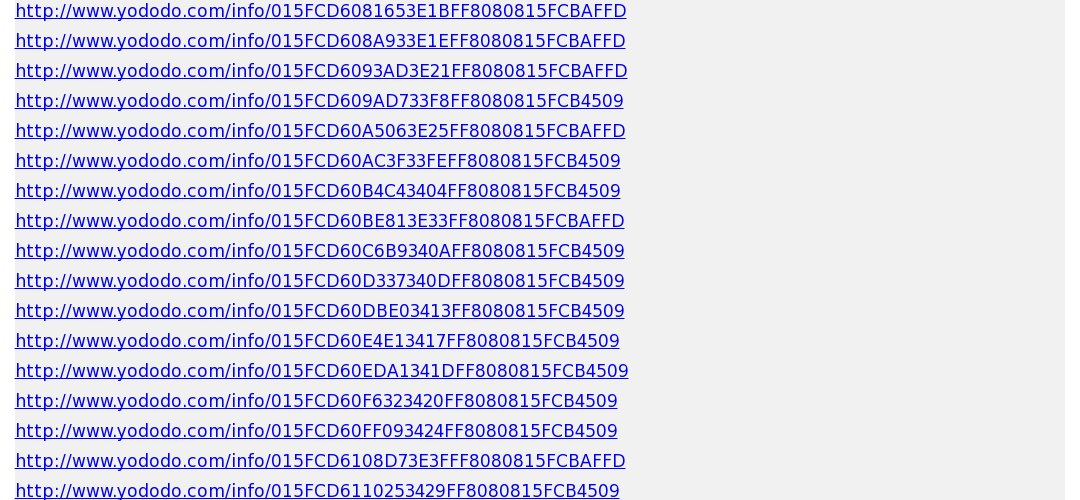 http://www.yododo.com/info/015FCD6081653E1BFF8080815FCBAFFD
http://www.yododo.com/info/015FCD608A933E1EFF8080815FCBAFFD
http://www.yododo.com/info/015FCD6093AD3E21FF8080815FCBAFFD
http://www.yododo.com/info/015FCD609AD733F8FF8080815FCB4509
http://www.yododo.com/info/015FCD60A5063E25FF8080815FCBAFFD
http://www.yododo.com/info/015FCD60AC3F33FEFF8080815FCB4509
http://www.yododo.com/info/015FCD60B4C43404FF8080815FCB4509
http://www.yododo.com/info/015FCD60BE813E33FF8080815FCBAFFD
http://www.yododo.com/info/015FCD60C6B9340AFF8080815FCB4509
http://www.yododo.com/info/015FCD60D337340DFF8080815FCB4509
http://www.yododo.com/info/015FCD60DBE03413FF8080815FCB4509
http://www.yododo.com/info/015FCD60E4E13417FF8080815FCB4509
http://www.yododo.com/info/015FCD60EDA1341DFF8080815FCB4509
http://www.yododo.com/info/015FCD60F6323420FF8080815FCB4509
http://www.yododo.com/info/015FCD60FF093424FF8080815FCB4509
http://www.yododo.com/info/015FCD6108D73E3FFF8080815FCBAFFD
http://www.yododo.com/info/015FCD6110253429FF8080815FCB4509